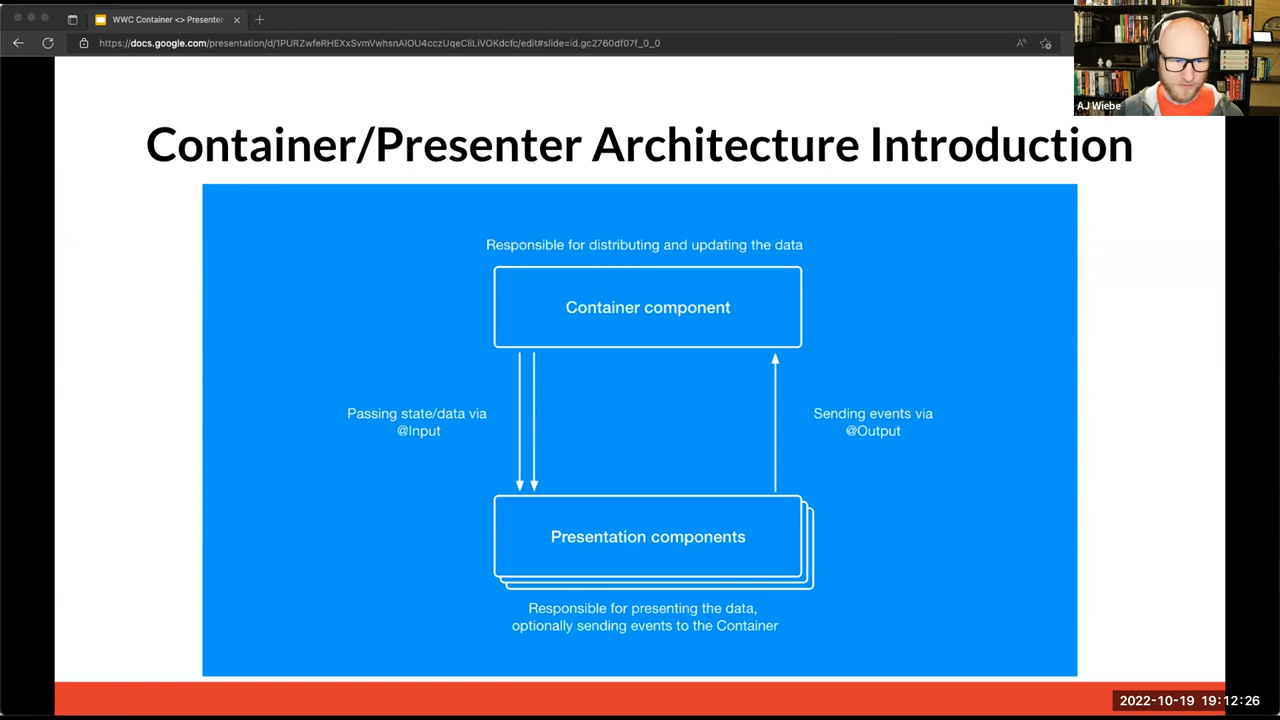 WWC Container <> Presenter
https://docs.google.com/presentation/d/1PURZwfeRHEXxSvmVwhsnAIOU4cczUqeCIiLiVOKdcfc/edit#slide=id.gc2760df07f_0_0
AJ Wiebe
Container/Presenter Architecture Introduction
Responsible for distributing and updating the data
Container component
Passing state/data via
@Input
Sending events via
@Output
Presentation components
Responsible for presenting the data,
optionally sending events to the Container
2022-10-19 19:12:26